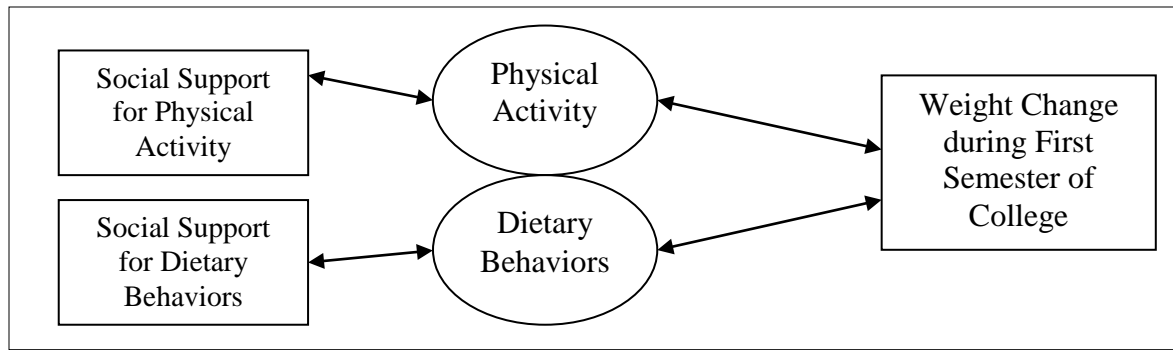 Social Support
for Physical
Activity
Physical
Activity
Weight Change
during First
Semester of
College
Social Support
for Dietary
Behaviors
Dietary
Behaviors